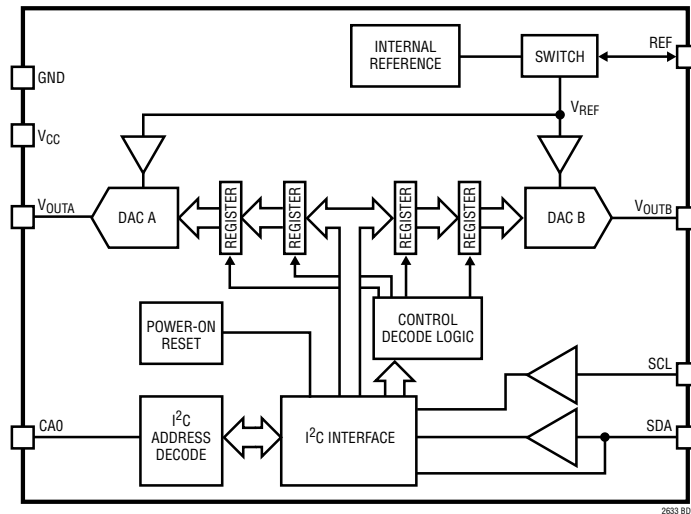 INTERNAL
REFERENCE
SWITCH
REF
GND
VREF
VCC
VOUTA
DAC A
REGISTER
REGISTER
REGISTER
REGISTER
DAC B
VOUTB
POWER-ON
RESET
CONTROL
DECODE LOGIC
SCL
CA0
I2C
ADDRESS
DECODE
I2C INTERFACE
SDA
2633 BD